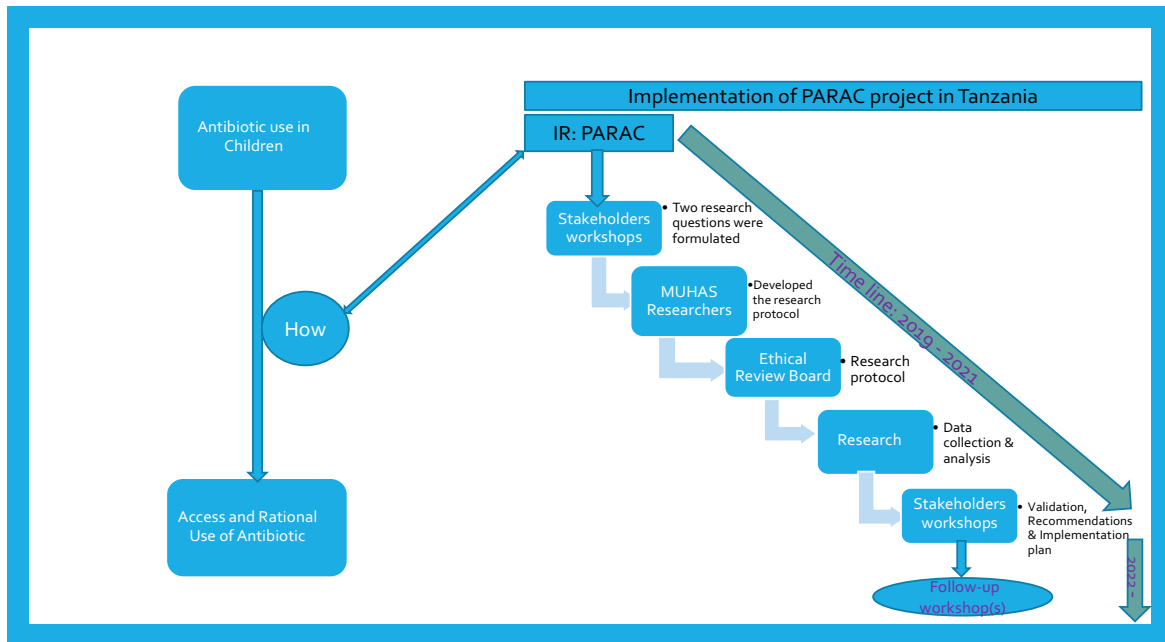 Implementation of PARAC project in Tanzania
Antibiotic use in
Children
How
Access and Rational
Use of Antibiotic
IR: PARAC
Stakeholders
workshops
• Two research
questions were
formulated
MUHAS
Researchers
•Developed
the research
protocol
Ethical
Review Board
• Research
protocol
Research
• Data
collection &
analysis
Stakeholders
workshops
• Validation,
Recommendations
& Implementation
plan
Follow-up
workshop(s)
Time line: 2019 - 2021
2022 -